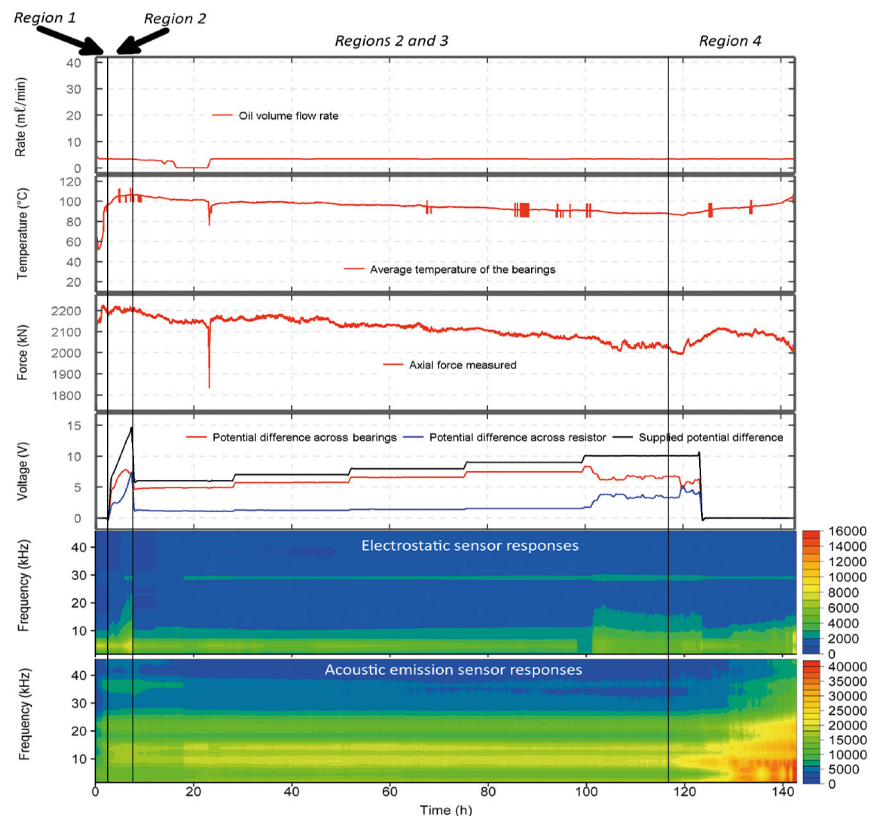 Region 1
Region 2
Regions 2 and 3
Region 4
Rate (mℓ/min)
40
30
20
10
0
Oil volume flow rate
Temperature (°C)
120
100
80
60
40
20
Average temperature of the bearings
Force (kN)
2200
2100
2000
1900
1800
Axial force measured
Voltage (V)
15
10
5
0
Potential difference across bearings
Potential difference across resistor
Supplied potential difference
Frequency (kHz)
40
30
20
10
Electrostatic sensor responses
16000
14000
12000
10000
8000
6000
4000
2000
0
Frequency (kHz)
40
30
20
10
Acoustic emission sensor responses
40000
35000
30000
25000
20000
15000
10000
5000
0
0 20 40 60 80 100 120 140
Time (h)